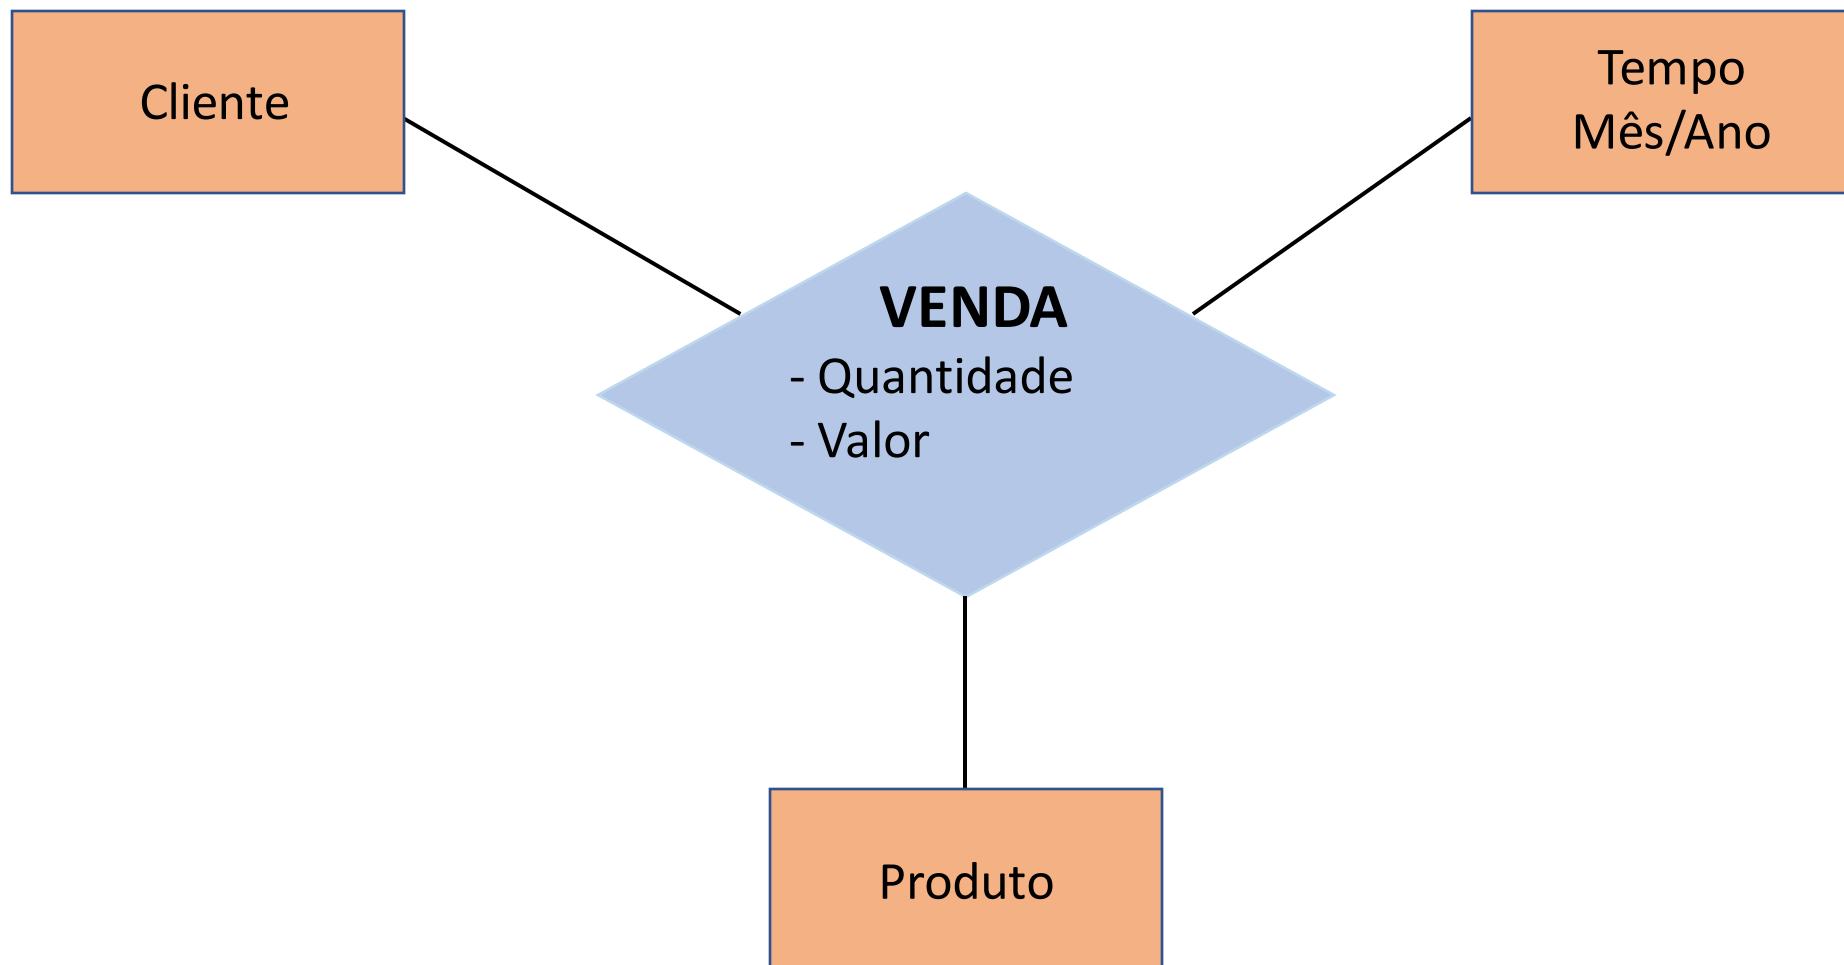 Cliente
Tempo
Mês/Ano
VENDA
- Quantidade
- Valor
Produto